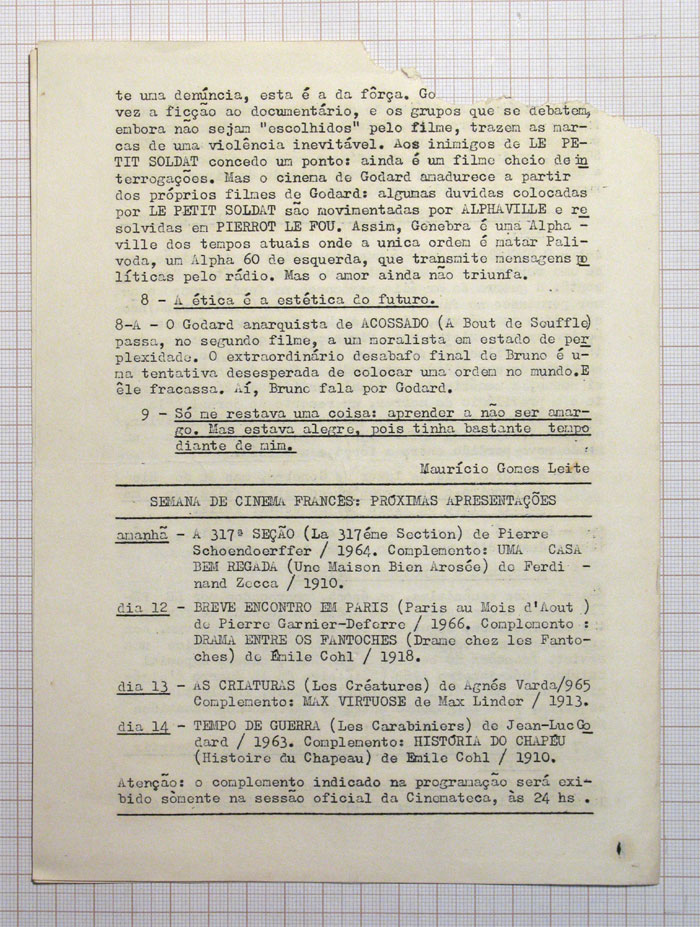 te uma denúncia, esta é a da fôrça. Go
vez a ficção ao documentário, e os grupos que se debatem,
embora não sejam "escolhidos" pelo filme, trazem as mar-
cas de uma violência inevitável. Aos inimigos de LE PE-
TIT SOLDAT concedo um ponto: ainda é um filme cheio de in
terrogações. Mas o cinema de Godard amadurece a partir
dos próprios filmes de Godard: algumas duvidas colocadas
por LE PETIT SOLDAT são movimentadas por ALPHAVILLE e re
solvidas em PIERROT LE FOU. Assim, Genebra é uma Alpha -
ville dos tempos atuais onde a unica ordem é matar Pali-
voda, um Alpha 60 de esquerda, que transmite mensagens po
líticas pelo rádio. Mas o amor ainda não triunfa.
8 - A ética é a estética do futuro.
8-A - O Godard anarquista de ACOSSADO (A Bout de Souffle)
passa, no segundo filme, a um moralista em estado de per
plexidade. O extraordinário desabafo final de Bruno é u-
ma tentativa desesperada de colocar uma ordem no mundo.E
êle fracassa. Aí, Bruno fala por Godard.
9 - Só me restava uma coisa: aprender a não ser amar-
go. Mas estava alegre, pois tinha bastante tempo
diante de mim.
Maurício Gomes Leite
SEMANA DE CINEMA FRANCÊS: PRÓXIMAS APRESENTAÇÕES
amanhã - A 317ª SEÇÃO (La 317éme Section) de Pierre
Schoendoerffer / 1964. Complemento: UMA CASA
BEM REGADA (Une Maison Bien Arosée) de Ferdi -
nand Zecca / 1910.
dia 12 - BREVE ENCONTRO EM PARIS (Paris au Mois d'Aout )
de Pierre Garnier-Deferre / 1966. Complemento :
DRAMA ENTRE OS FANTOCHES (Drame chez les Fanto-
ches) de Émile Cohl / 1918.
dia 13 - AS CRIATURAS (Les Créatures) de Agnés Varda/965
Complemento: MAX VIRTUOSE de Max Linder / 1913.
dia 14 - TEMPO DE GUERRA (Les Carabiniers) de Jean-Luc Go
dard / 1963. Complemento: HISTÓRIA DO CHAPÉU
(Histoire du Chapeau) de Emile Cohl / 1910.
Atenção: o complemento indicado na programação será exi-
bido sòmente na sessão oficial da Cinemateca, às 24 hs .